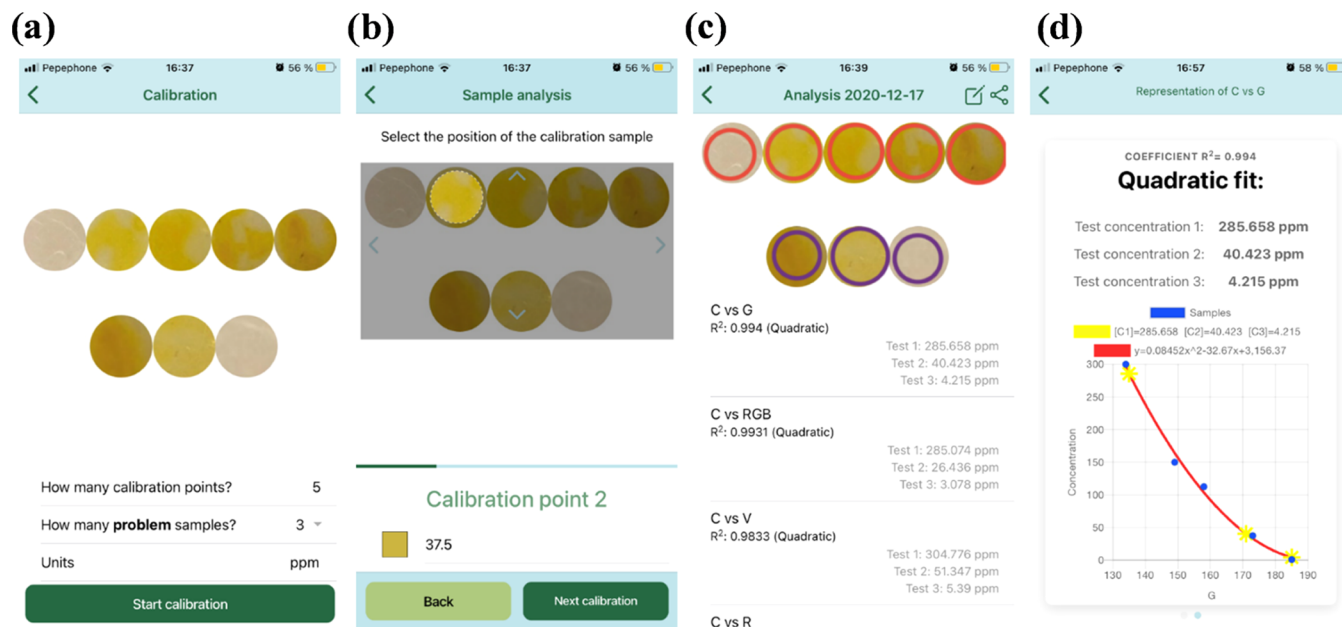 (a)
Pepephone 16:37 56 %
Calibration
How many calibration points? 5
How many problem samples? 3
Units ppm
Start calibration
(b)
Pepephone 16:37 56 %
Sample analysis
Select the position of the calibration sample
Calibration point 2
37.5
Back Next calibration
(c)
Pepephone 16:39 56 %
Analysis 2020-12-17
C vs G
R²: 0.994 (Quadratic)
Test 1: 285.658 ppm
Test 2: 40.423 ppm
Test 3: 4.215 ppm
C vs RGB
R²: 0.9931 (Quadratic)
Test 1: 285.074 ppm
Test 2: 26.436 ppm
Test 3: 3.078 ppm
C vs V
R²: 0.9833 (Quadratic)
Test 1: 304.776 ppm
Test 2: 51.347 ppm
Test 3: 5.39 ppm
C vs R
(d)
Pepephone 16:57 58 %
Representation of C vs G
COEFFICIENT R²= 0.994
Quadratic fit:
Test concentration 1: 285.658 ppm
Test concentration 2: 40.423 ppm
Test concentration 3: 4.215 ppm
Samples
[C1]=285.658 [C2]=40.423 [C3]=4.215
y=0.08452x^2-32.67x+3,156.37
300
250
200
150
100
50
0
Concentration
130 140 150 160 170 180 190
G